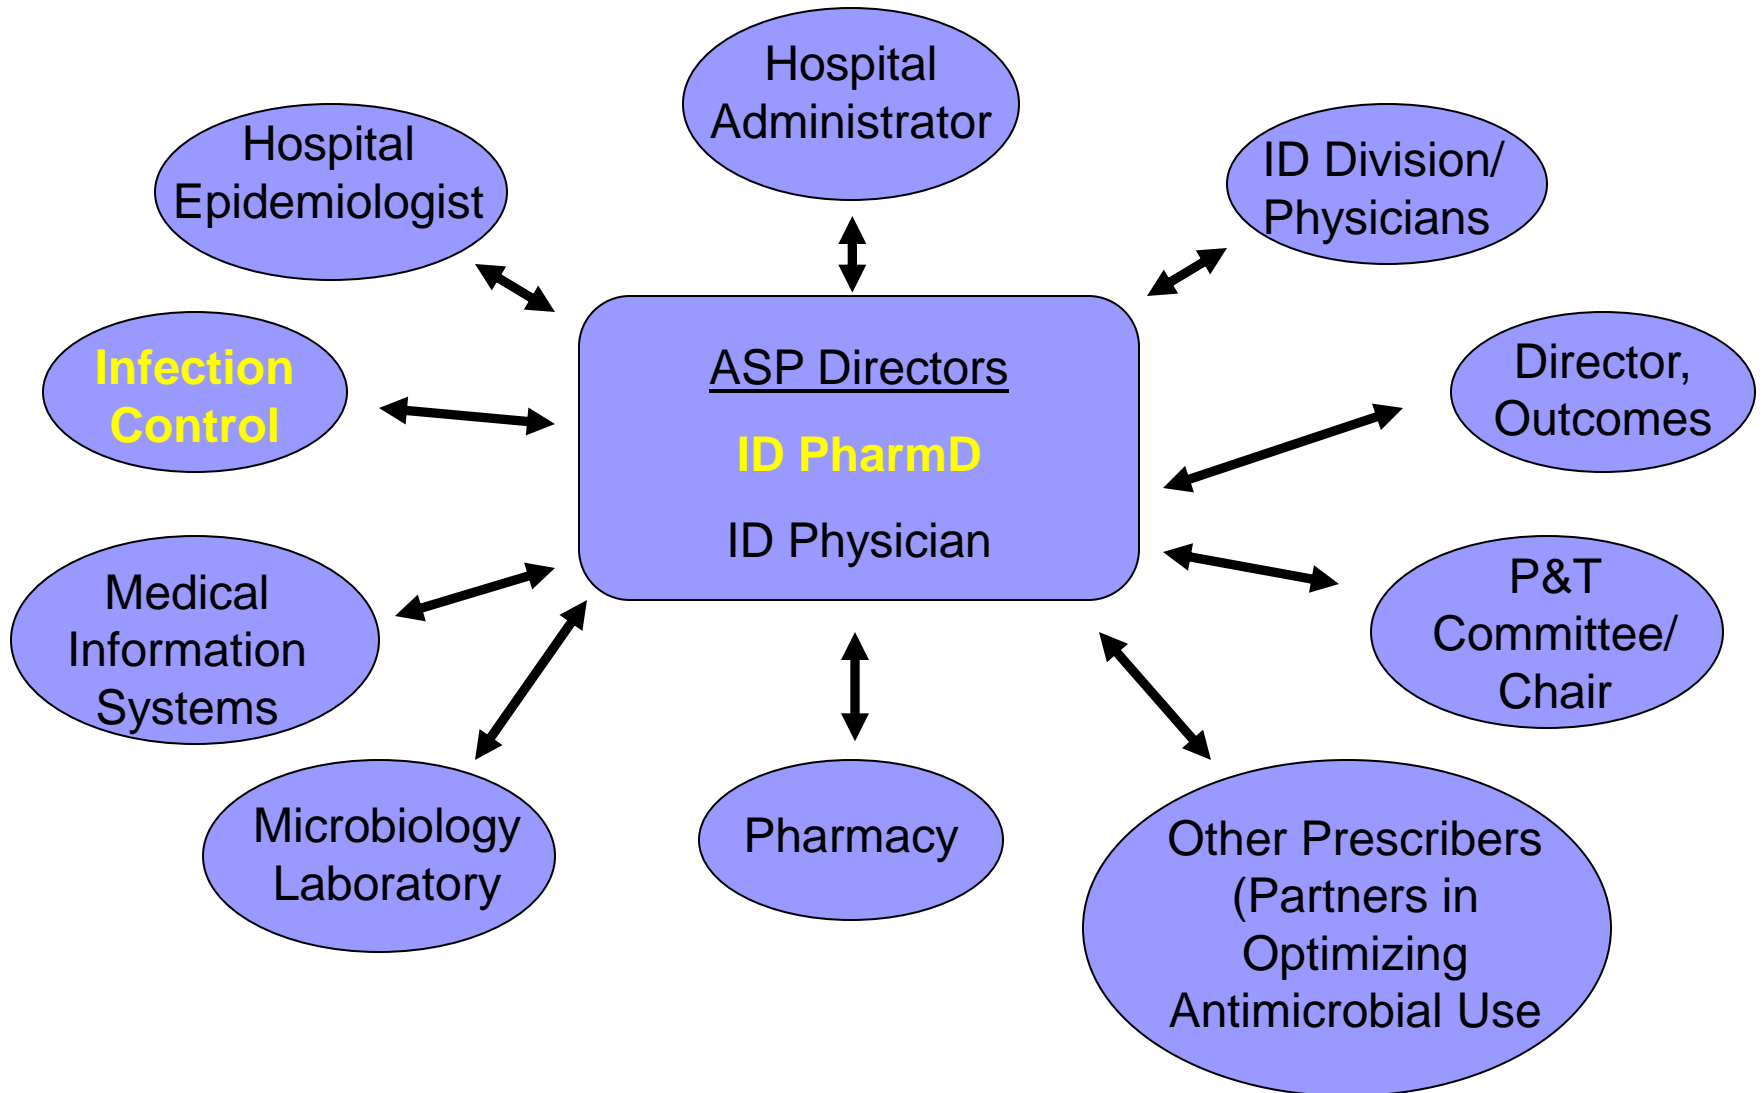 Hospital
Administrator
Hospital
Epidemiologist
ID Division/
Physicians
Infection
Control
ASP Directors
ID PharmD
ID Physician
Director,
Outcomes
Medical
Information
Systems
P&T
Committee/
Chair
Microbiology
Laboratory
Pharmacy
Other Prescribers
(Partners in
Optimizing
Antimicrobial Use